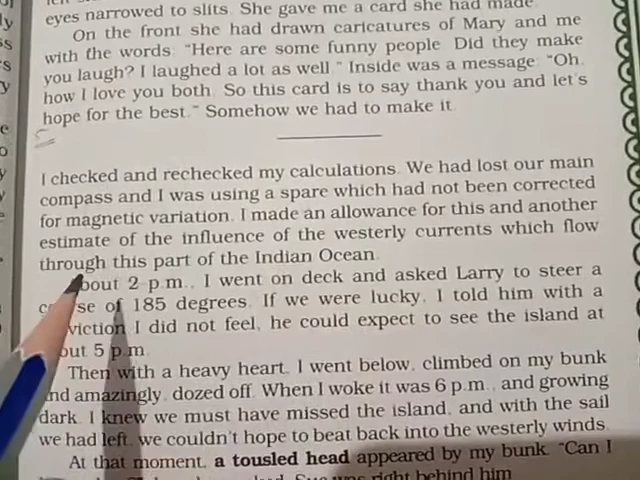 eyes narrowed to slits. She gave me a card she had made.
On the front she had drawn caricatures of Mary and me
with the words: "Here are some funny people. Did they make
you laugh? I laughed a lot as well." Inside was a message: "Oh,
how I love you both. So this card is to say thank you and let's
hope for the best." Somehow we had to make it.
I checked and rechecked my calculations. We had lost our main
compass and I was using a spare which had not been corrected
for magnetic variation. I made an allowance for this and another
estimate of the influence of the westerly currents which flow
through this part of the Indian Ocean.
bout 2 p.m., I went on deck and asked Larry to steer a
c se of 185 degrees. If we were lucky, I told him with a
viction I did not feel, he could expect to see the island at
out 5 p.m.
Then with a heavy heart, I went below, climbed on my bunk
and amazingly, dozed off. When I woke it was 6 p.m., and growing
dark. I knew we must have missed the island, and with the sail
we had left, we couldn't hope to beat back into the westerly winds.
At that moment, a tousled head appeared by my bunk. "Can I
right behind him